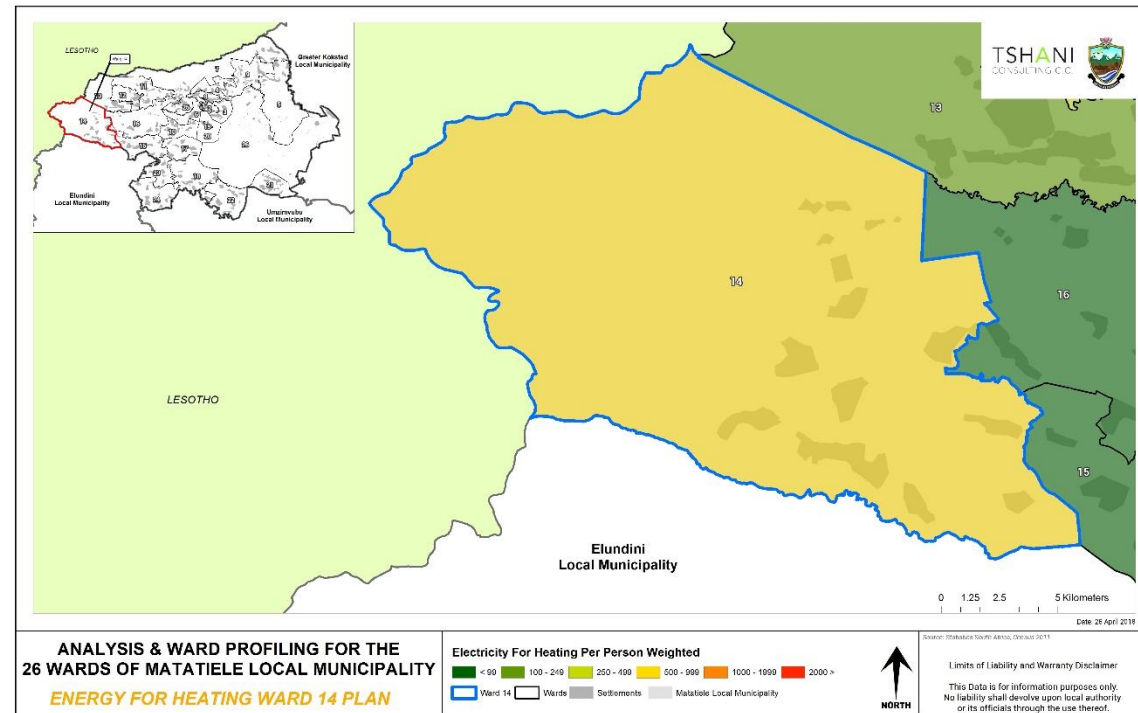 LESOTHO
Greater Kokstad
Local Municipality
Elundini
Local Municipality
Umzimvubu
Local Municipality
TSHANI
CONSULTING C.C.
13
14
16
15
LESOTHO
Elundini
Local Municipality
0 1.25 2.5 5 Kilometers
Date: 26 April 2018
ANALYSIS & WARD PROFILING FOR THE
26 WARDS OF MATATIELE LOCAL MUNICIPALITY
ENERGY FOR HEATING WARD 14 PLAN
Electricity For Heating Per Person Weighted
< 99 100 - 249 250 - 499 500 - 999 1000 - 1999 2000 >
Ward 14 Wards Settlements Matatiele Local Municipality
NORTH
Source: Statistics South Africa, Census 2011
Limits of Liability and Warranty Disclaimer
This Data is for information purposes only.
No liability shall devolve upon local authority
or its officials through the use thereof.